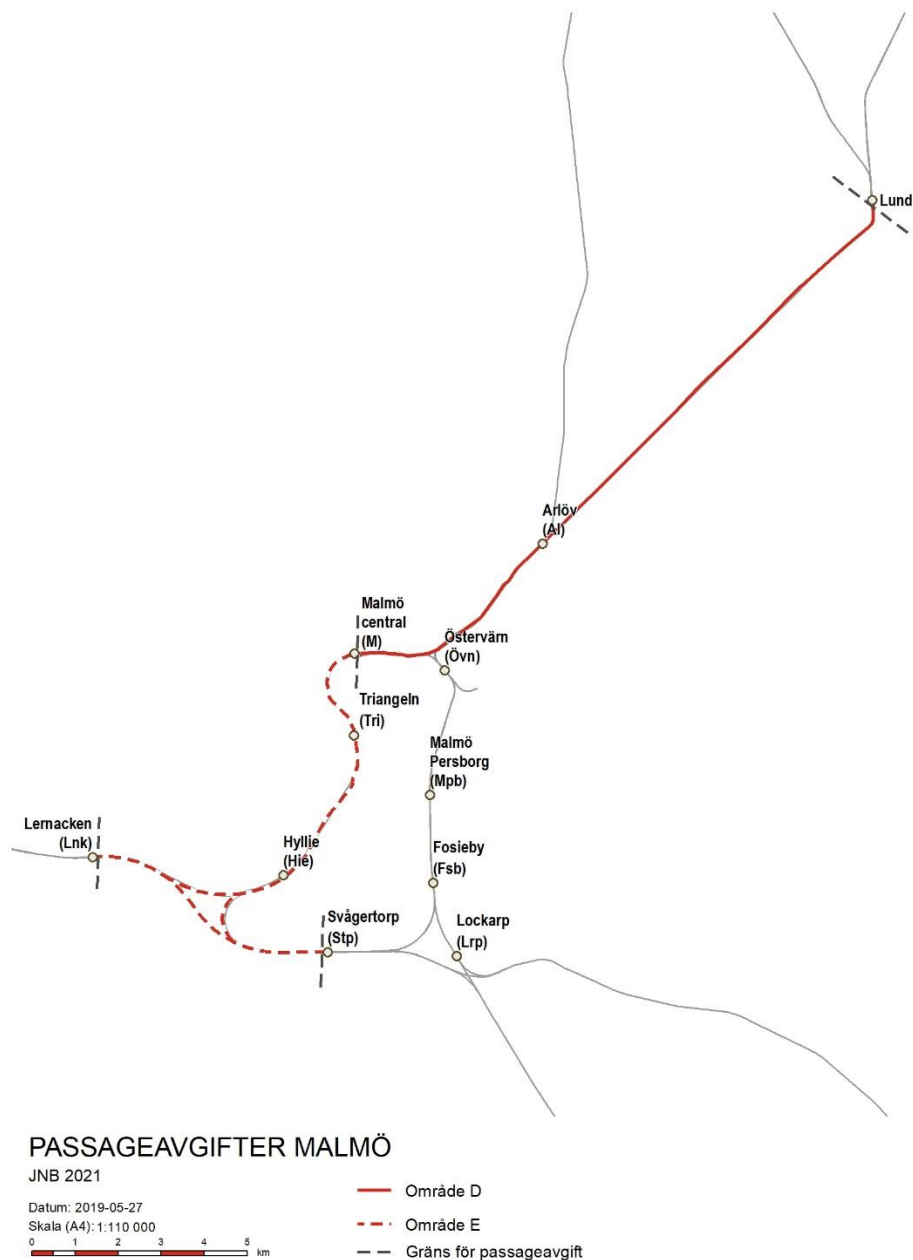 Lund
Arlöv
(Al)
Malmö
central
(M)
Östervärn
(Övn)
Triangeln
(Tri)
Malmö
Persborg
(Mpb)
Lernacken
(Lnk)
Hyllie
(Hie)
Fosieby
(Fsb)
Svågertorp
(Stp)
Lockarp
(Lrp)
PASSAGEAVGIFTER MALMÖ
JNB 2021
Datum: 2019-05-27
Skala (A4): 1:110 000
0 1 2 3 4 5 km
Område D
Område E
Gräns för passageavgift